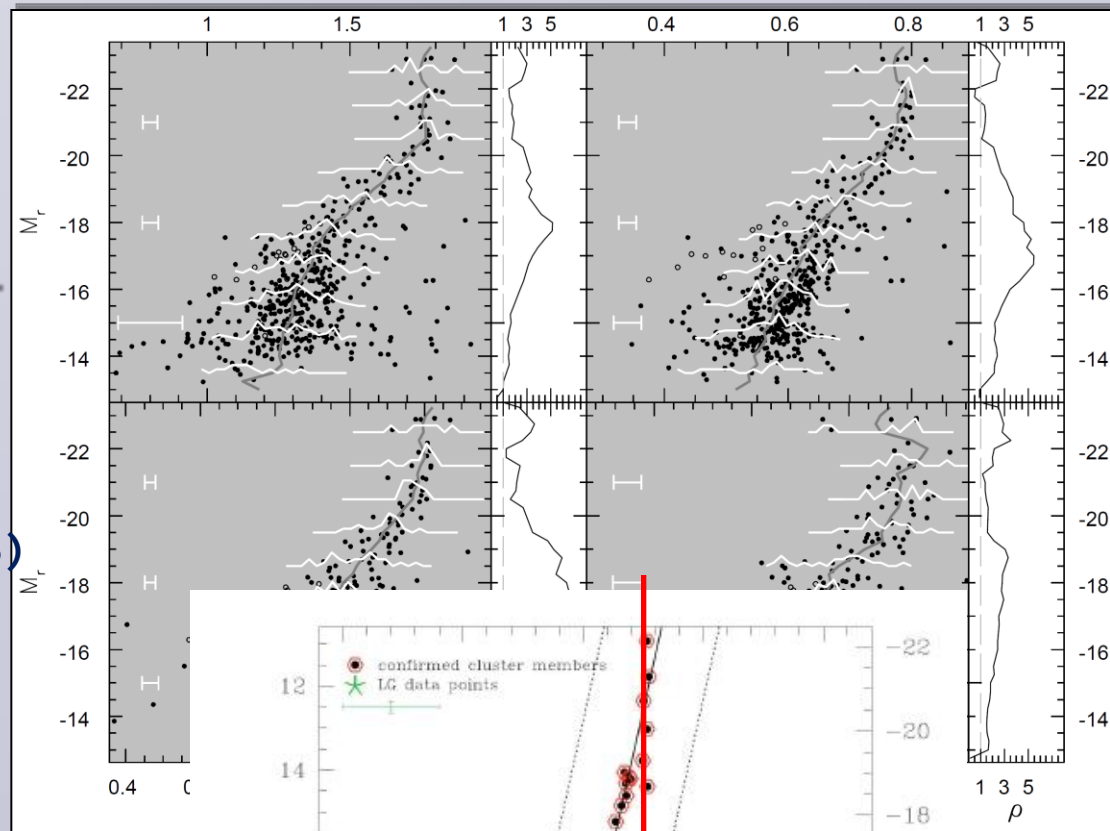 1 1.5 1 3 5 0.4 0.6 0.8 1 3 5
-22 -22
-20 -20
M_r
-18 -18
-16 -16
-14 -14
-22 -22
-20 -20
)
M_r
-18 -18
-16 -16
-14 -14
0.4 1 3 5
ρ
confirmed cluster members
LG data points
12
14
-22
-20
-18